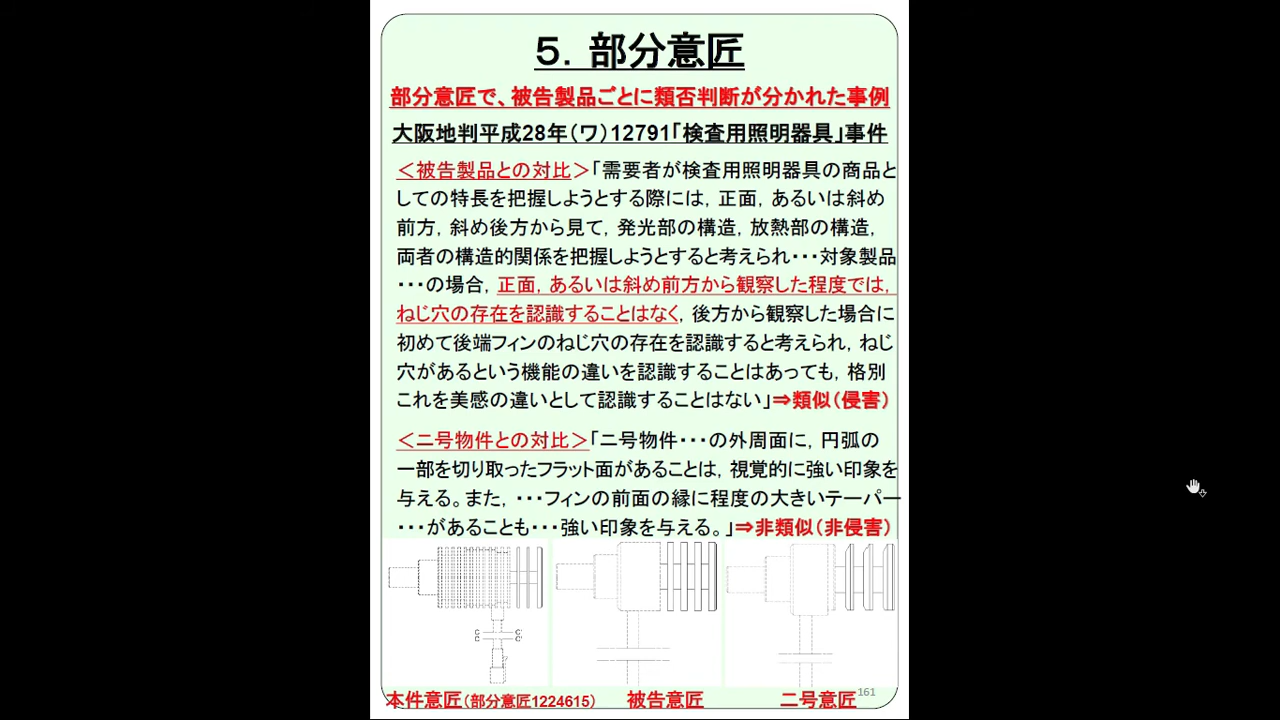 ５．部分意匠
部分意匠で、被告製品ごとに類否判断が分かれた事例
大阪地判平成28年（ワ）12791「検査用照明器具」事件
＜被告製品との対比＞「需要者が検査用照明器具の商品と
しての特長を把握しようとする際には，正面，あるいは斜め
前方，斜め後方から見て，発光部の構造，放熱部の構造，
両者の構造的関係を把握しようとすると考えられ・・・対象製品
・・・の場合，正面，あるいは斜め前方から観察した程度では，
ねじ穴の存在を認識することはなく，後方から観察した場合に
初めて後端フィンのねじ穴の存在を認識すると考えられ，ねじ
穴があるという機能の違いを認識することはあっても，格別
これを美感の違いとして認識することはない」⇒類似（侵害）
＜ニ号物件との対比＞「ニ号物件・・・の外周面に，円弧の
一部を切り取ったフラット面があることは，視覚的に強い印象を
与える。また，・・・フィンの前面の縁に程度の大きいテーパー
・・・があることも・・・強い印象を与える。」⇒非類似（非侵害）
C C'
C C'
本件意匠（部分意匠1224615） 被告意匠 ニ号意匠 161